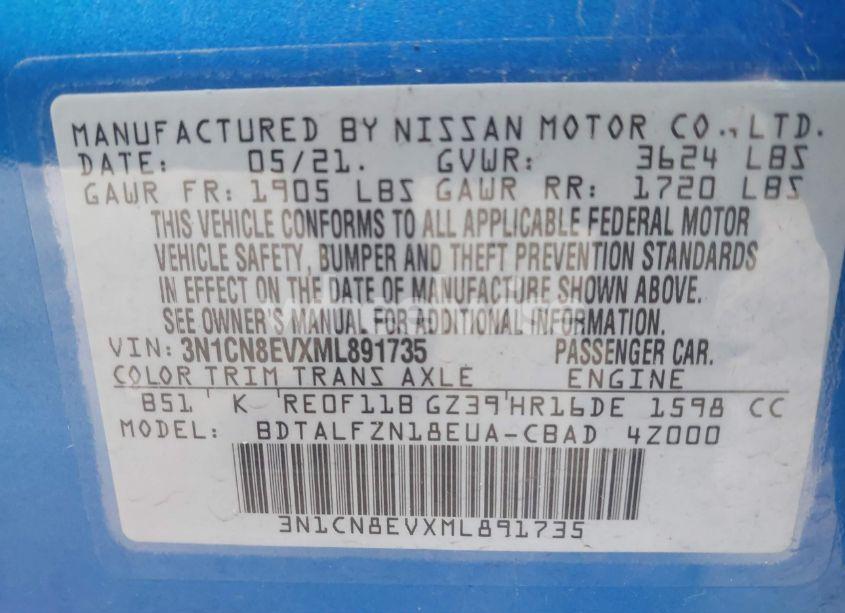 MANUFACTURED BY NISSAN MOTOR CO., LTD.
DATE: 05/21. GVWR: 3624 LBS
GAWR FR: 1905 LBS GAWR RR: 1720 LBS
THIS VEHICLE CONFORMS TO ALL APPLICABLE FEDERAL MOTOR
VEHICLE SAFETY, BUMPER AND THEFT PREVENTION STANDARDS
IN EFFECT ON THE DATE OF MANUFACTURE SHOWN ABOVE.
SEE OWNER'S MANUAL FOR ADDITIONAL INFORMATION.
VIN: 3N1CN8EVXML891735 PASSENGER CAR.
COLOR TRIM TRANS AXLE ENGINE
B51 K RE0F11B GZ39 HR16DE 1598 CC
MODEL: BDTALFZN18EUA-CBAD 4Z000
3N1CN8EVXML891735